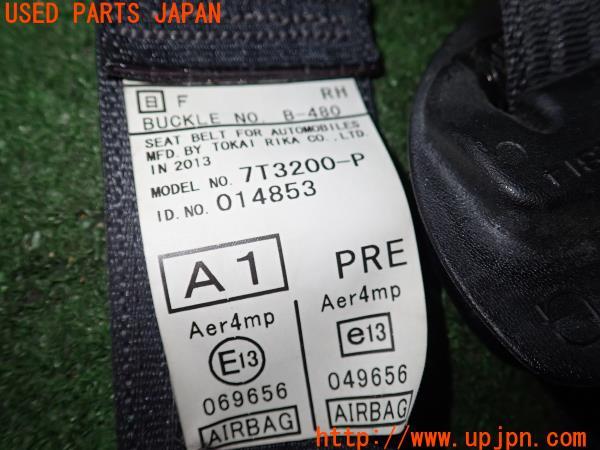 USED PARTS JAPAN
日 F RH
BUCKLE NO. B-480
SEAT BELT FOR AUTOMOBILES
MFD. BY TOKAI RIKA CO., LTD.
IN 2013
MODEL NO. 7T3200-P
I D. NO. 014853
A1
PRE
Aer4mp
Aer4mp
E13
e13
069656
049656
AIRBAG
AIRBAG
http://www.upjpn.com